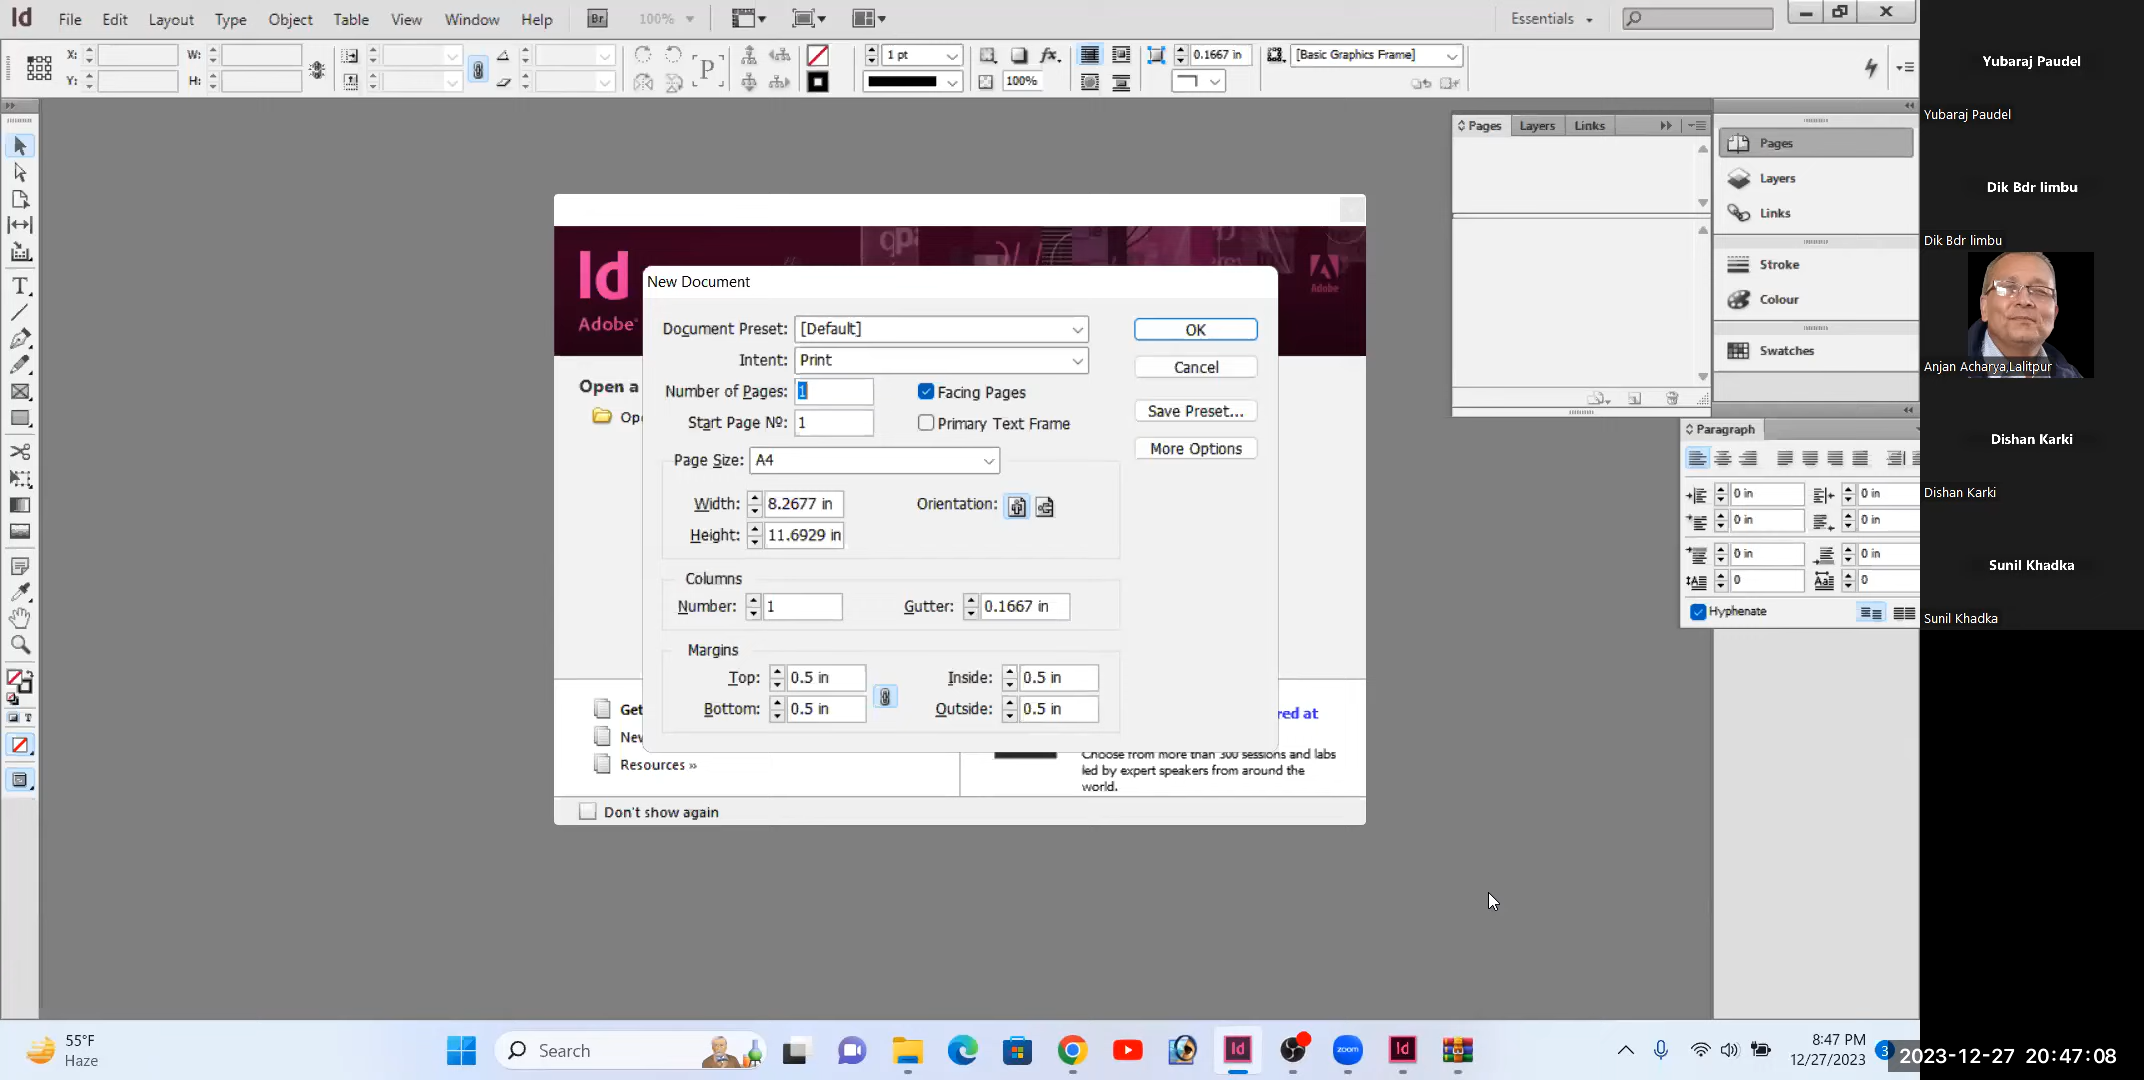 Id File Edit Layout Type Object Table View Window Help Br 100% Essentials
X: W: 1 pt 0.1667 in [Basic Graphics Frame]
Y: H: P 100%
Pages Layers Links
Pages
Layers
Links
Stroke
Colour
Swatches
Paragraph
0 in 0 in
0 in 0 in
0 in 0 in
0 0
Hyphenate
Id
Adobe
Adobe
New Document
Document Preset: [Default] OK
Intent: Print Cancel
Number of Pages: 1 Facing Pages
Save Preset...
Start Page Nº: 1 Primary Text Frame
More Options
Page Size: A4
Width: 8.2677 in Orientation:
Height: 11.6929 in
Columns
Number: 1 Gutter: 0.1667 in
Margins
Top: 0.5 in Inside: 0.5 in
Bottom: 0.5 in Outside: 0.5 in
Open a
Ope
Get
New
Resources »
red at
Choose from more than 300 sessions and labs
led by expert speakers from around the
world.
Don't show again
Yubaraj Paudel
Yubaraj Paudel
Dik Bdr limbu
Dik Bdr limbu
Anjan Acharya,Lalitpur
Dishan Karki
Dishan Karki
Sunil Khadka
Sunil Khadka
55°F
Haze
Search
zoom
8:47 PM
12/27/2023
3
2023-12-27 20:47:08